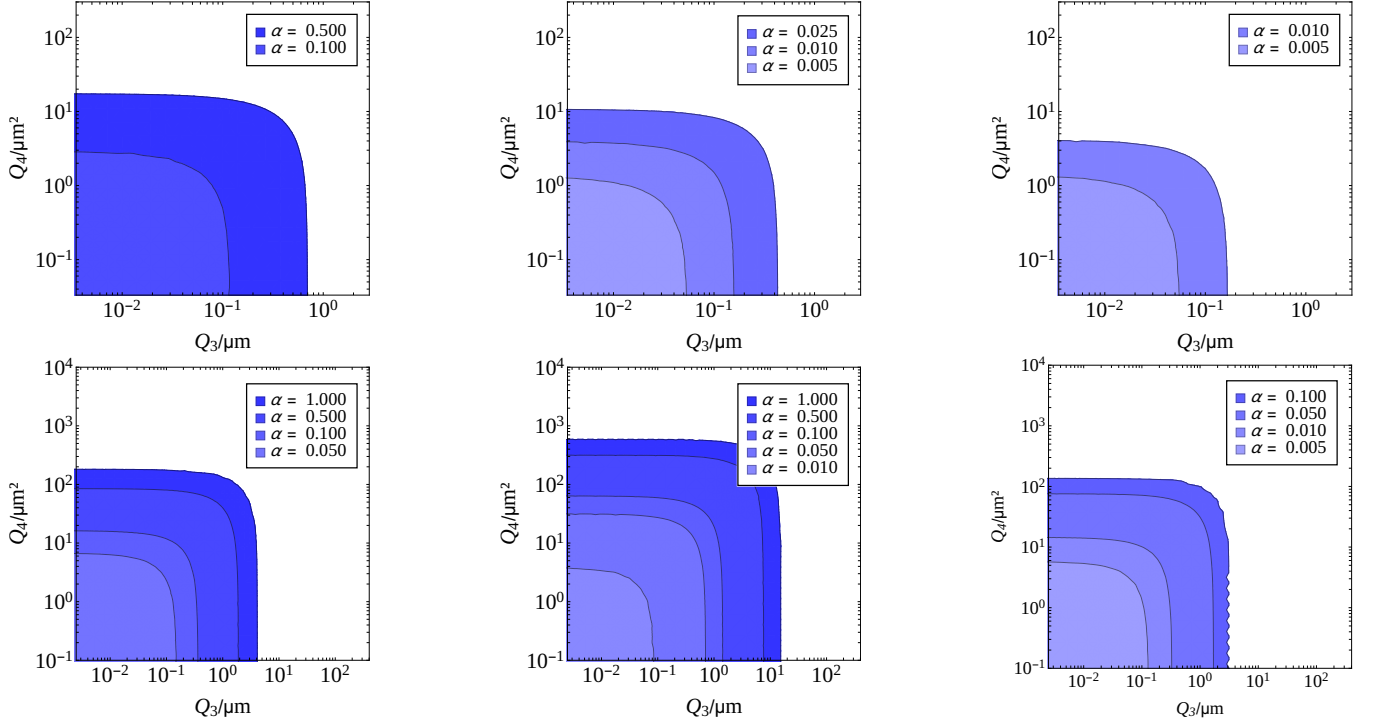 10²
10¹
10⁰
10⁻¹
Q₄/μm²
α = 0.500
α = 0.100
10⁻²
10⁻¹
10⁰
Q₃/μm
10²
10¹
10⁰
10⁻¹
Q₄/μm²
α = 0.025
α = 0.010
α = 0.005
10⁻²
10⁻¹
10⁰
Q₃/μm
10²
10¹
10⁰
10⁻¹
Q₄/μm²
α = 0.010
α = 0.005
10⁻²
10⁻¹
10⁰
Q₃/μm
10⁴
10³
10²
10¹
10⁰
10⁻¹
Q₄/μm²
α = 1.000
α = 0.500
α = 0.100
α = 0.050
10⁻²
10⁻¹
10⁰
10¹
10²
Q₃/μm
10⁴
10³
10²
10¹
10⁰
10⁻¹
Q₄/μm²
α = 1.000
α = 0.500
α = 0.100
α = 0.050
α = 0.010
10⁻²
10⁻¹
10⁰
10¹
10²
Q₃/μm
10⁴
10³
10²
10¹
10⁰
10⁻¹
Q₄/μm²
α = 0.100
α = 0.050
α = 0.010
α = 0.005
10⁻²
10⁻¹
10⁰
10¹
10²
Q₃/μm